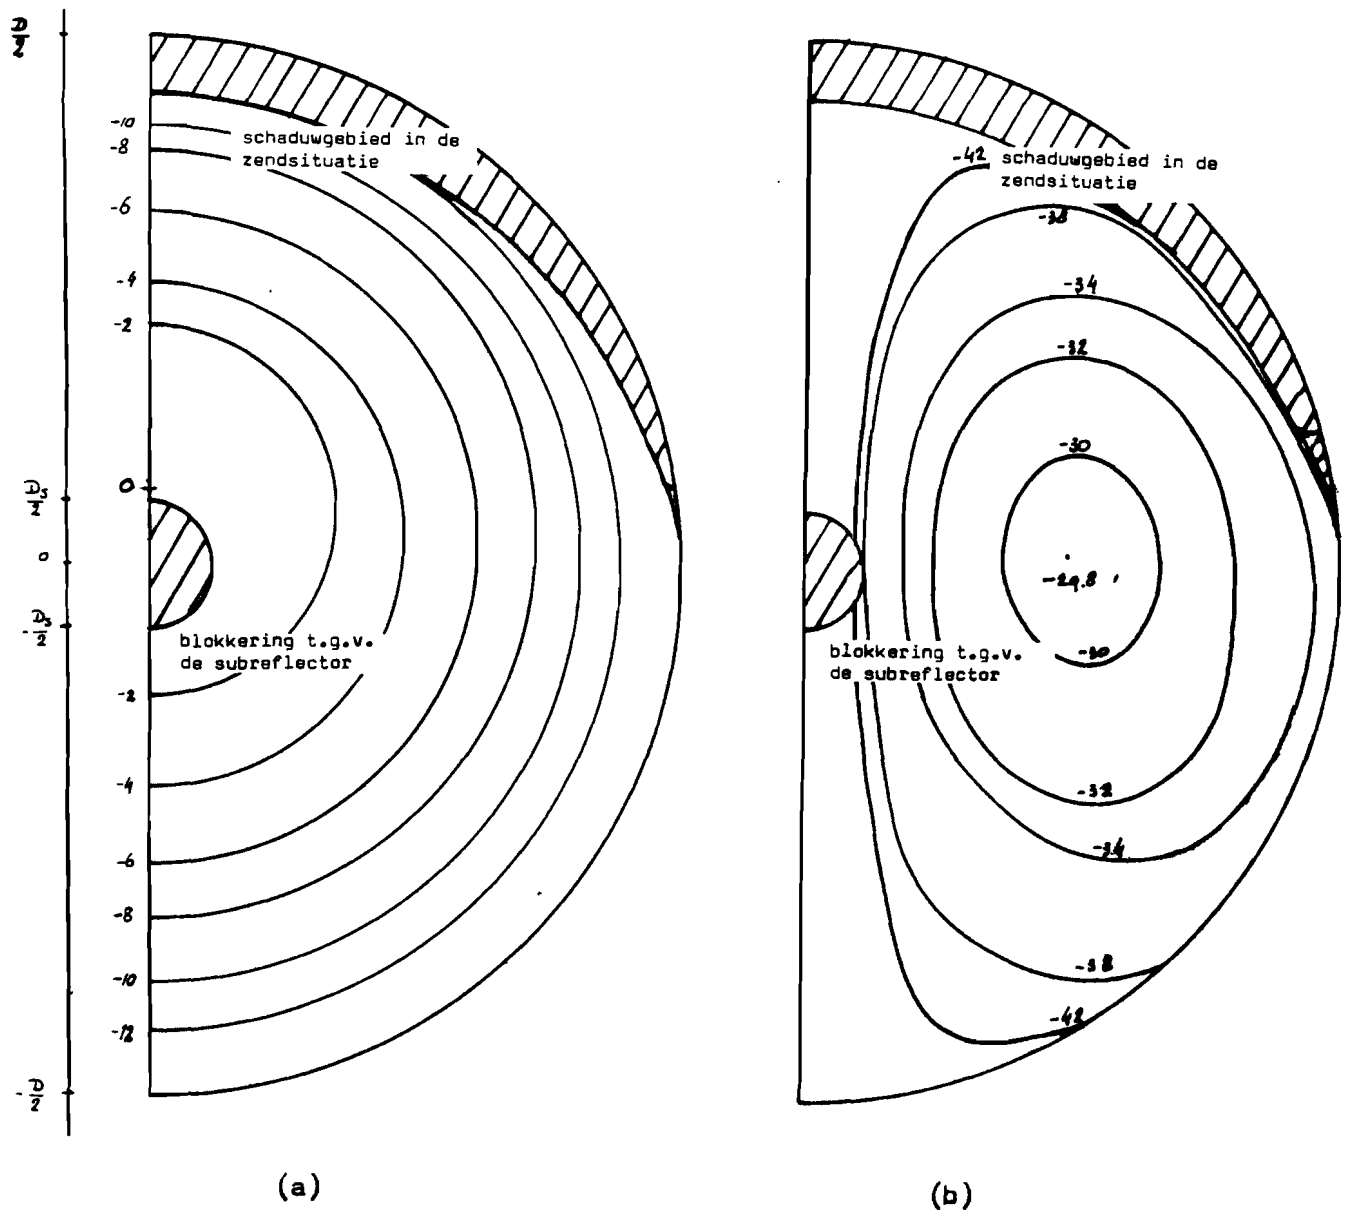 D/2
-10
-8
-6
-4
-2
0
Ds/2
0
-Ds/2
-2
-4
-6
-8
-10
-12
-D/2
schaduwgebied in de
zendsituatie
blokkering t.g.v.
de subreflector
(a)
-42
schaduwgebied in de
zendsituatie
-38
-34
-32
-30
-29.8
-30
blokkering t.g.v.
de subreflector
-32
-34
-38
-42
(b)